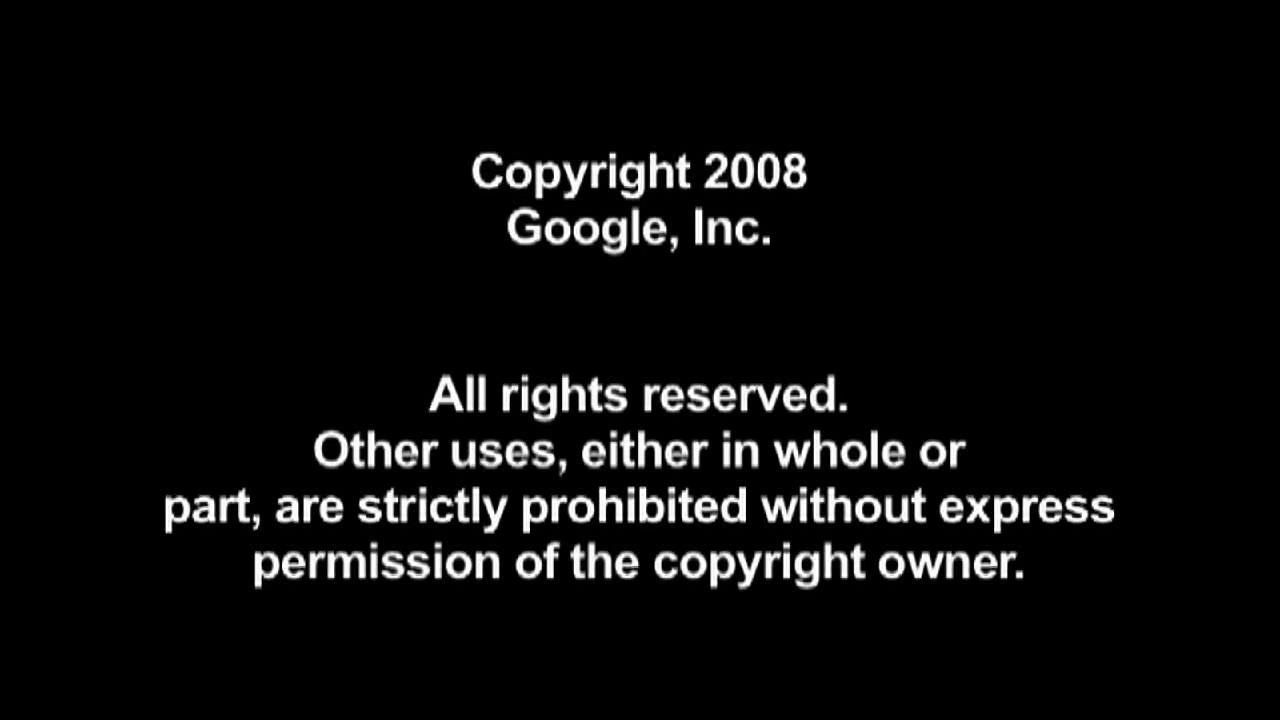 Copyright 2008
Google, Inc.
All rights reserved.
Other uses, either in whole or
part, are strictly prohibited without express
permission of the copyright owner.